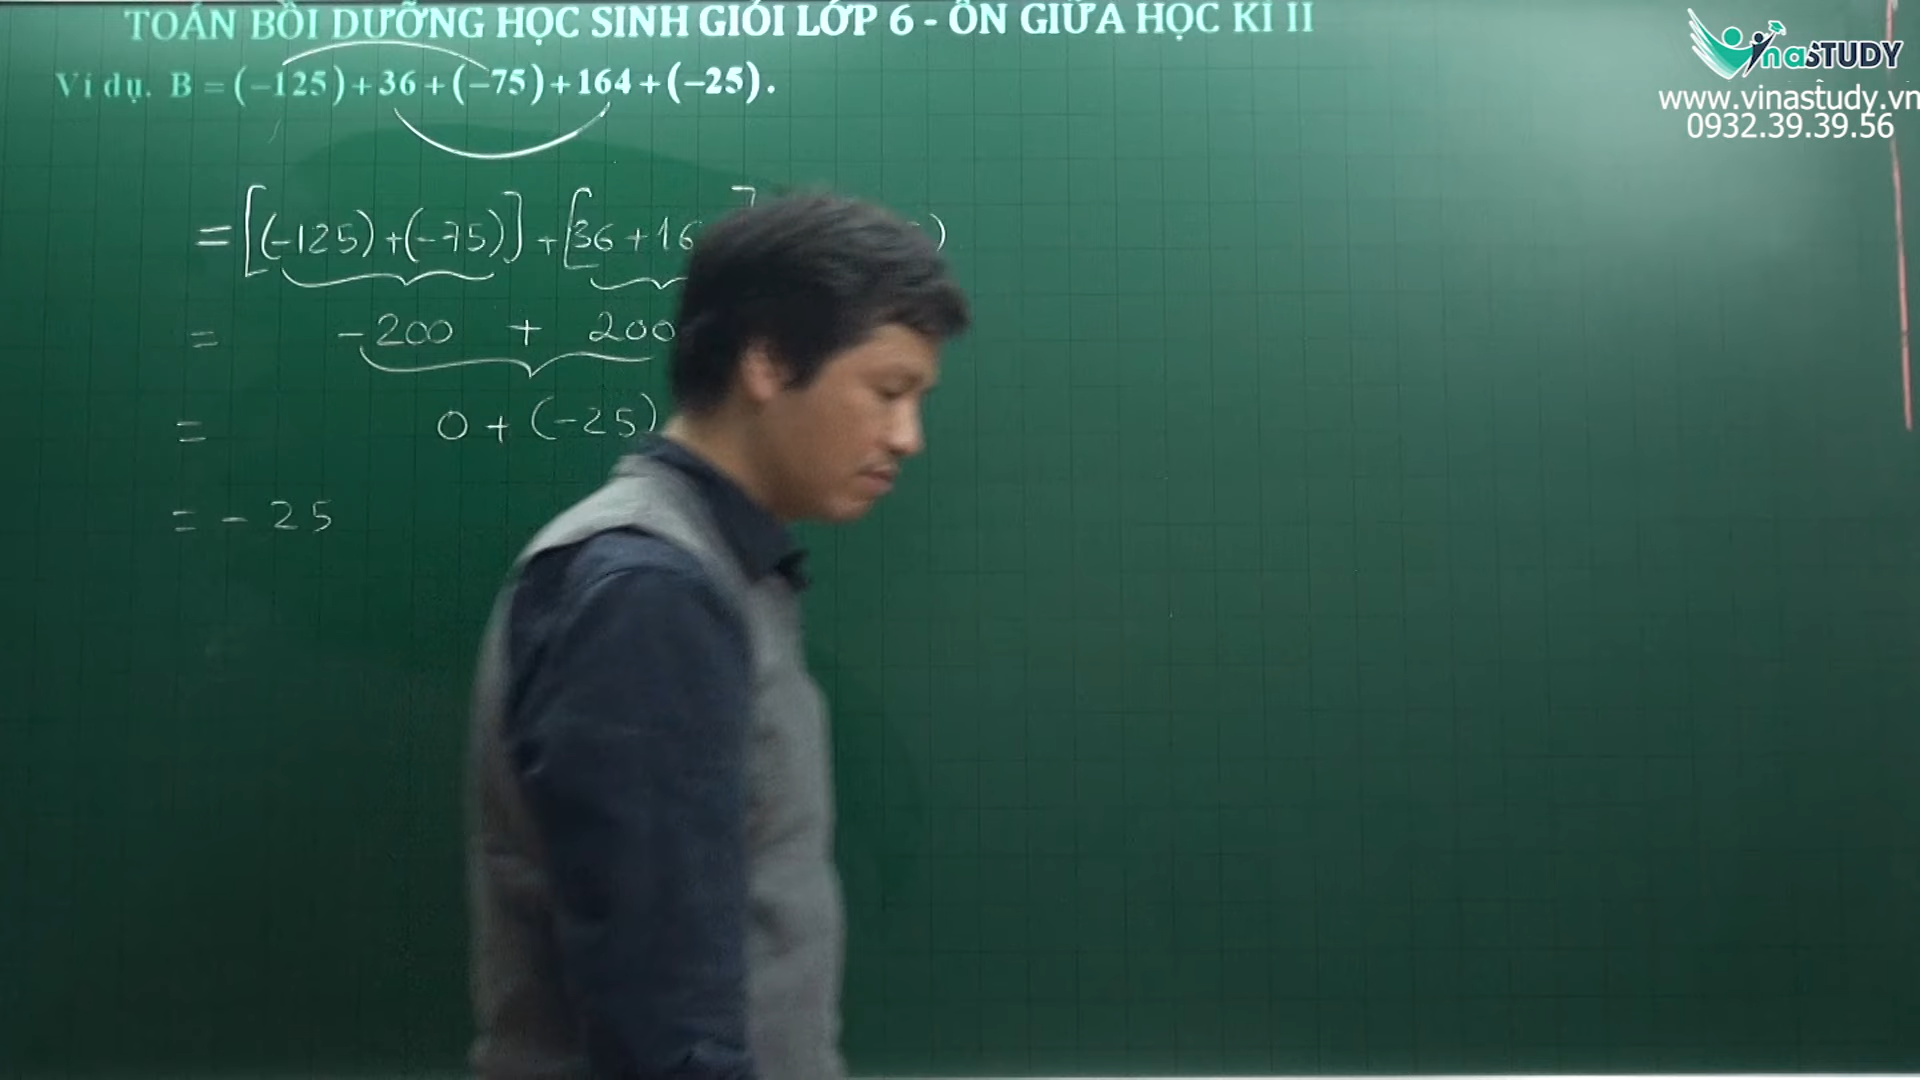 TOÁN BỒI DƯỠNG HỌC SINH GIỎI LỚP 6 - ÔN GIỮA HỌC KÌ II
Ví dụ. B = (−125) + 36 + (−75) + 164 + (−25).
VinaSTUDY
www.vinastudy.vn
0932.39.39.56
= [(-125) + (-75)] + [36 + 16 ] )
= -200 + 200
= 0 + (-25)
= - 25